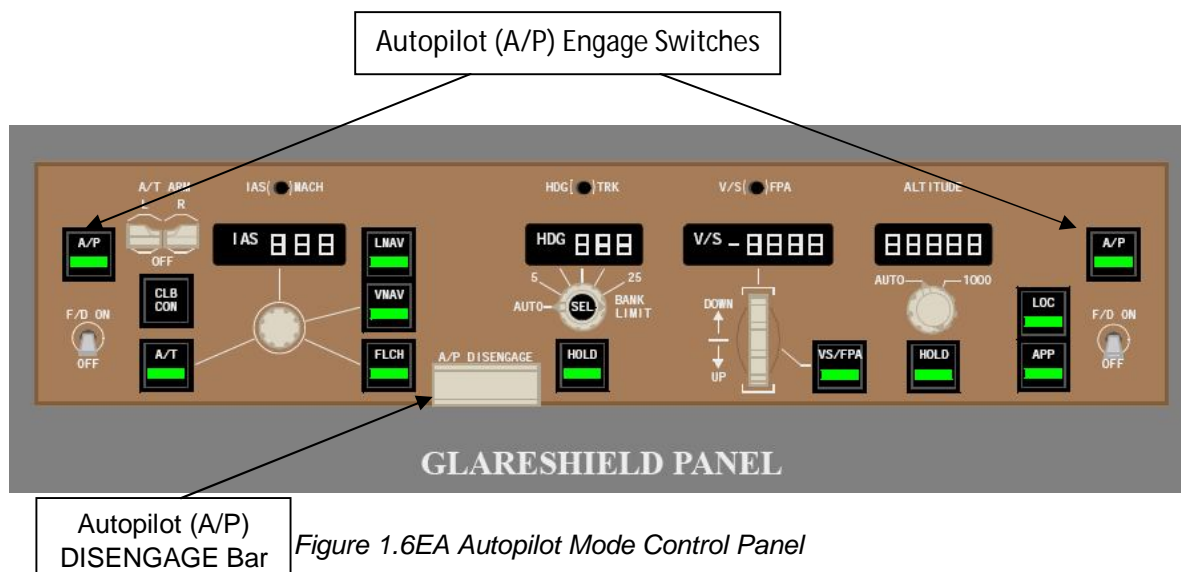 Autopilot (A/P) Engage Switches
A/T ARM
L R
OFF
IAS( )MACH
HDG[ )TRK
V/S( )FPA
ALTITUDE
A/P
IAS 888
LNAV
HDG 888
V/S -8888
88888
A/P
CLB
CON
VNAV
5 25
AUTO SEL BANK
LIMIT
DOWN
UP
AUTO 1000
LOC
F/D ON
OFF
A/T
FLCH
A/P DISENGAGE
HOLD
VS/FPA
HOLD
APP
F/D ON
OFF
GLARESHIELD PANEL
Autopilot (A/P)
DISENGAGE Bar
Figure 1.6EA Autopilot Mode Control Panel